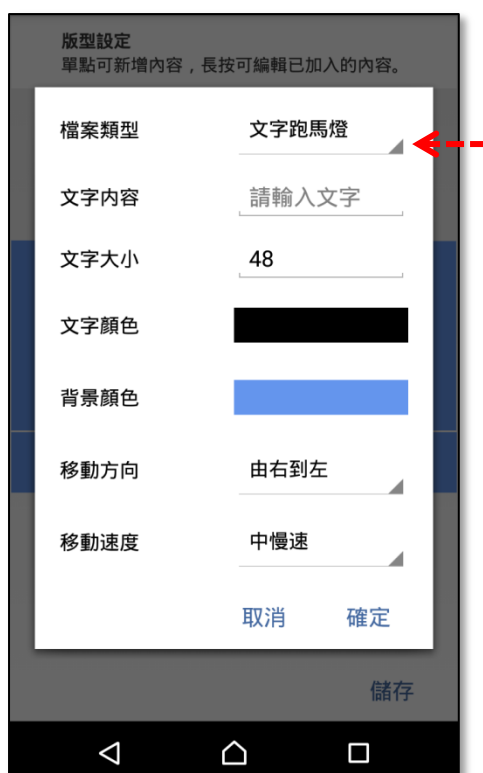 版型設定
單點可新增內容，長按可編輯已加入的內容。
檔案類型 文字跑馬燈
文字內容 請輸入文字
文字大小 48
文字顏色
背景顏色
移動方向 由右到左
移動速度 中慢速
取消 確定
儲存